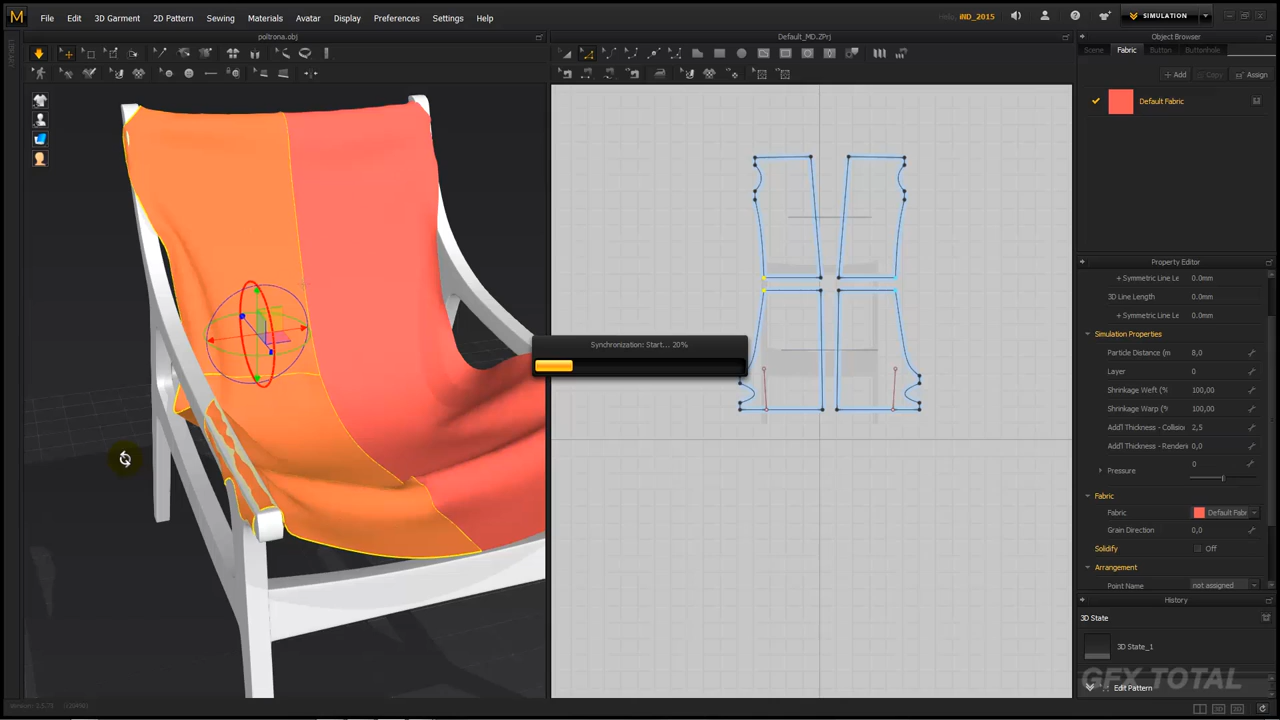 M File Edit 3D Garment 2D Pattern Sewing Materials Avatar Display Preferences Settings Help
Hello, iND_2015
SIMULATION
poltrona.obj
Default_MD.ZPrj
Object Browser
Scene Fabric Button Buttonhole
+ Add Copy Assign
Default Fabric
Property Editor
+ Symmetric Line Le 0.0mm
3D Line Length 0.0mm
+ Symmetric Line Le 0.0mm
Simulation Properties
Particle Distance (m 8,0
Layer 0
Shrinkage Weft (% 100,00
Shrinkage Warp (% 100,00
Add'l Thickness - Collisio 2,5
Add'l Thickness - Renderi 0,0
Pressure 0
Fabric
Fabric Default Fabr
Grain Direction 0,0
Solidify Off
Arrangement
Point Name not assigned
Synchronization: Start... 20%
History
3D State
3D State_1
Edit Pattern
GFX TOTAL
3D 2D